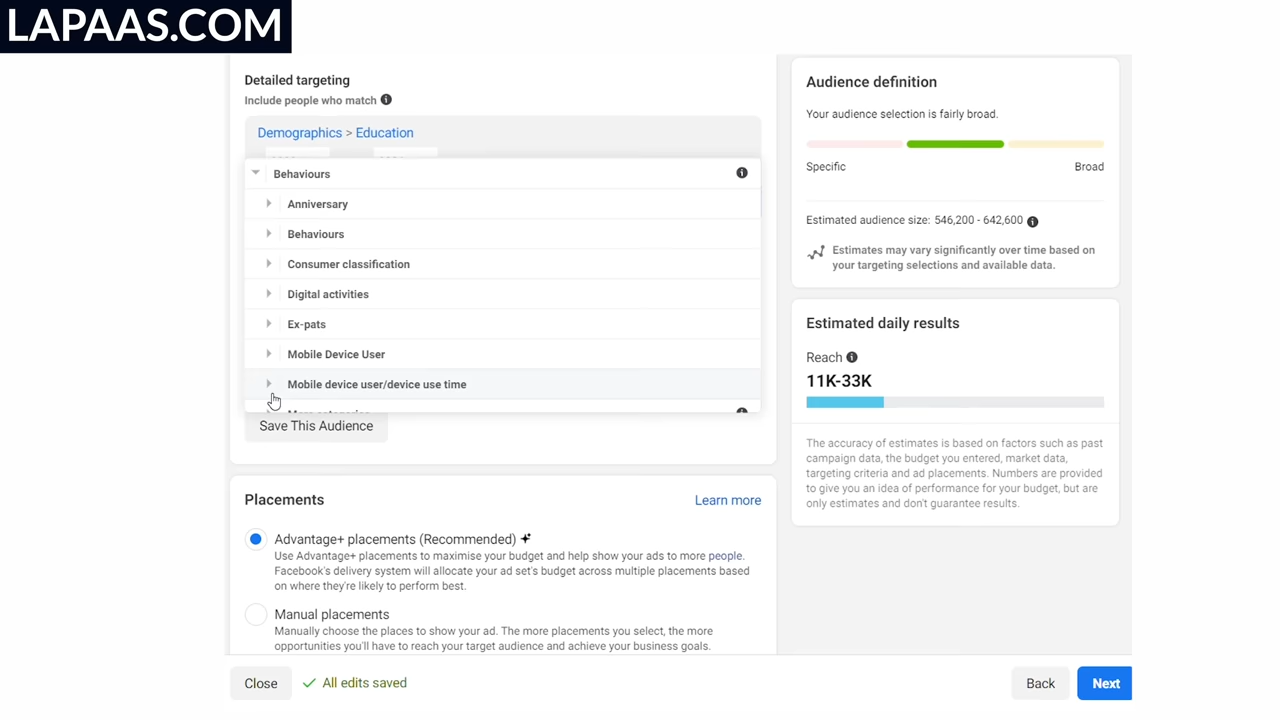 LAPAAS.COM
Detailed targeting
Include people who match
Demographics > Education
Behaviours
Anniversary
Behaviours
Consumer classification
Digital activities
Ex-pats
Mobile Device User
Mobile device user/device use time
Save This Audience
Placements
Learn more
Advantage+ placements (Recommended)
Use Advantage+ placements to maximise your budget and help show your ads to more people.
Facebook's delivery system will allocate your ad set's budget across multiple placements based
on where they're likely to perform best.
Manual placements
Manually choose the places to show your ad. The more placements you select, the more
opportunities you'll have to reach your target audience and achieve your business goals.
Audience definition
Your audience selection is fairly broad.
Specific
Broad
Estimated audience size: 546,200 - 642,600
Estimates may vary significantly over time based on
your targeting selections and available data.
Estimated daily results
Reach
11K-33K
The accuracy of estimates is based on factors such as past
campaign data, the budget you entered, market data,
targeting criteria and ad placements. Numbers are provided
to give you an idea of performance for your budget, but are
only estimates and don't guarantee results.
Close
All edits saved
Back
Next